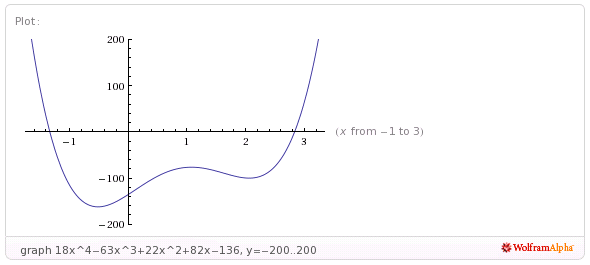 Plot:
200
100
−1
1
2
3
(x from −1 to 3)
−100
−200
graph 18x^4−63x^3+22x^2+82x−136, y=−200..200
WolframAlpha